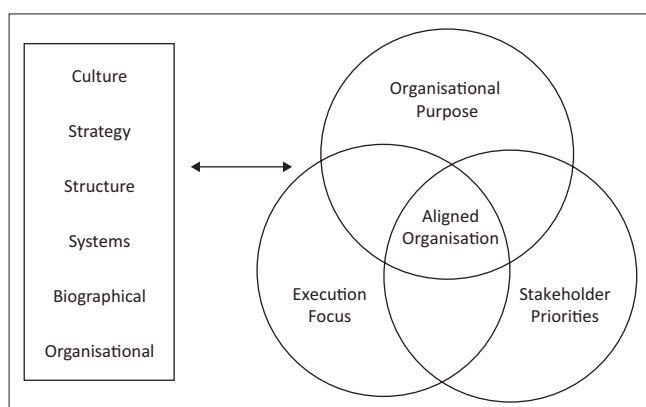 Culture
Strategy
Structure
Systems
Biographical
Organisational
Organisational
Purpose
Aligned
Organisation
Execution
Focus
Stakeholder
Priorities